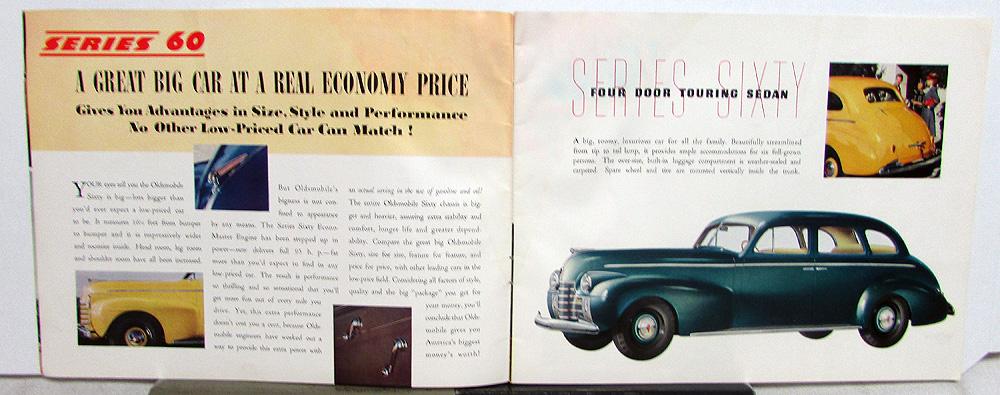 SERIES 60
A GREAT BIG CAR AT A REAL ECONOMY PRICE
Gives You Advantages in Size, Style and Performance
No Other Low-Priced Car Can Match !
YOUR eyes tell you the Oldsmobile
Sixty is big—lots bigger than
you'd ever expect a low-priced car
to be. It measures 16½ feet from bumper
to bumper and it is impressively wider
and roomier inside. Head room, leg room
and shoulder room have all been increased.
But Oldsmobile's
bigness is not con-
fined to appearance
by any means. The Series Sixty Econo-
Master Engine has been stepped up in
power—now delivers full 95 h. p.—far
more than you'd expect to find in any
low-priced car. The result is performance
so thrilling and so sensational that you'll
get more fun out of every mile you
drive. Yet, this extra performance
doesn't cost you a cent, because Olds-
mobile engineers have worked out a
way to provide this extra power with
an actual saving in the use of gasoline and oil!
The entire Oldsmobile Sixty chassis is big-
ger and heavier, assuring extra stability and
comfort, longer life and greater depend-
ability. Compare the great big Oldsmobile
Sixty, size for size, feature for feature, and
price for price, with other leading cars in the
low-price field. Considering all factors of style,
quality and the big "package" you get for
your money, you'll
conclude that Olds-
mobile gives you
America's biggest
money's worth!
SERIES SIXTY
FOUR DOOR TOURING SEDAN
A big, roomy, luxurious car for all the family. Beautifully streamlined
from up to tail lamp, it provides ample accommodations for six full-grown
persons. The over-size, built-in luggage compartment is weather-sealed and
carpeted. Spare wheel and tire are mounted vertically inside the trunk.